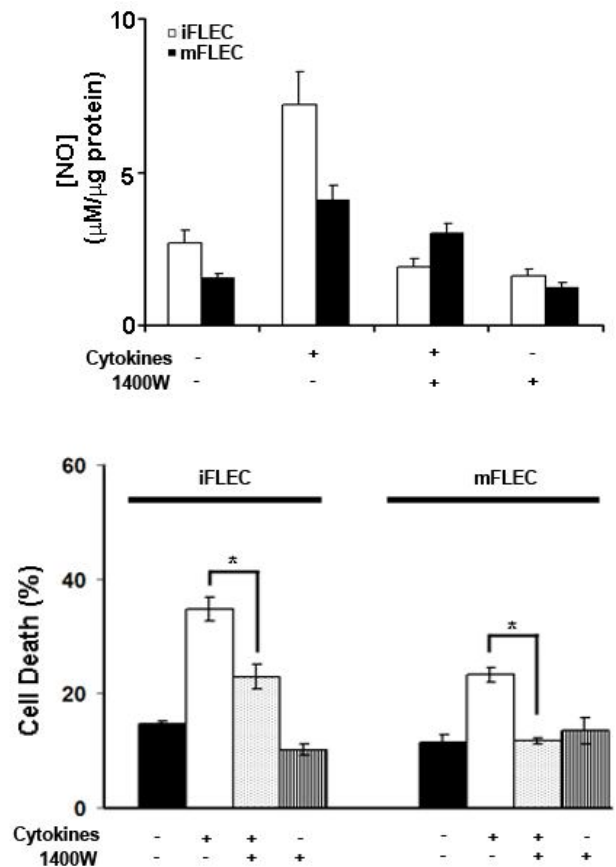 10
iFLEC
mFLEC
[NO]
(μM/μg protein)
5
0
Cytokines - + + -
1400W - - + +
60
iFLEC mFLEC
* *
40
Cell Death (%)
20
0
Cytokines - + + - - + + -
1400W - - + + - - + +